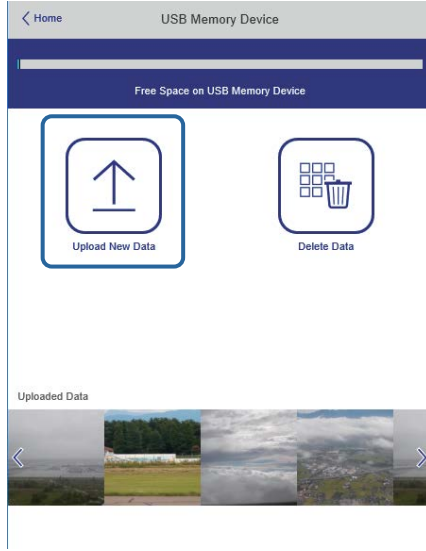 Home
USB Memory Device
Free Space on USB Memory Device
Upload New Data
Delete Data
Uploaded Data